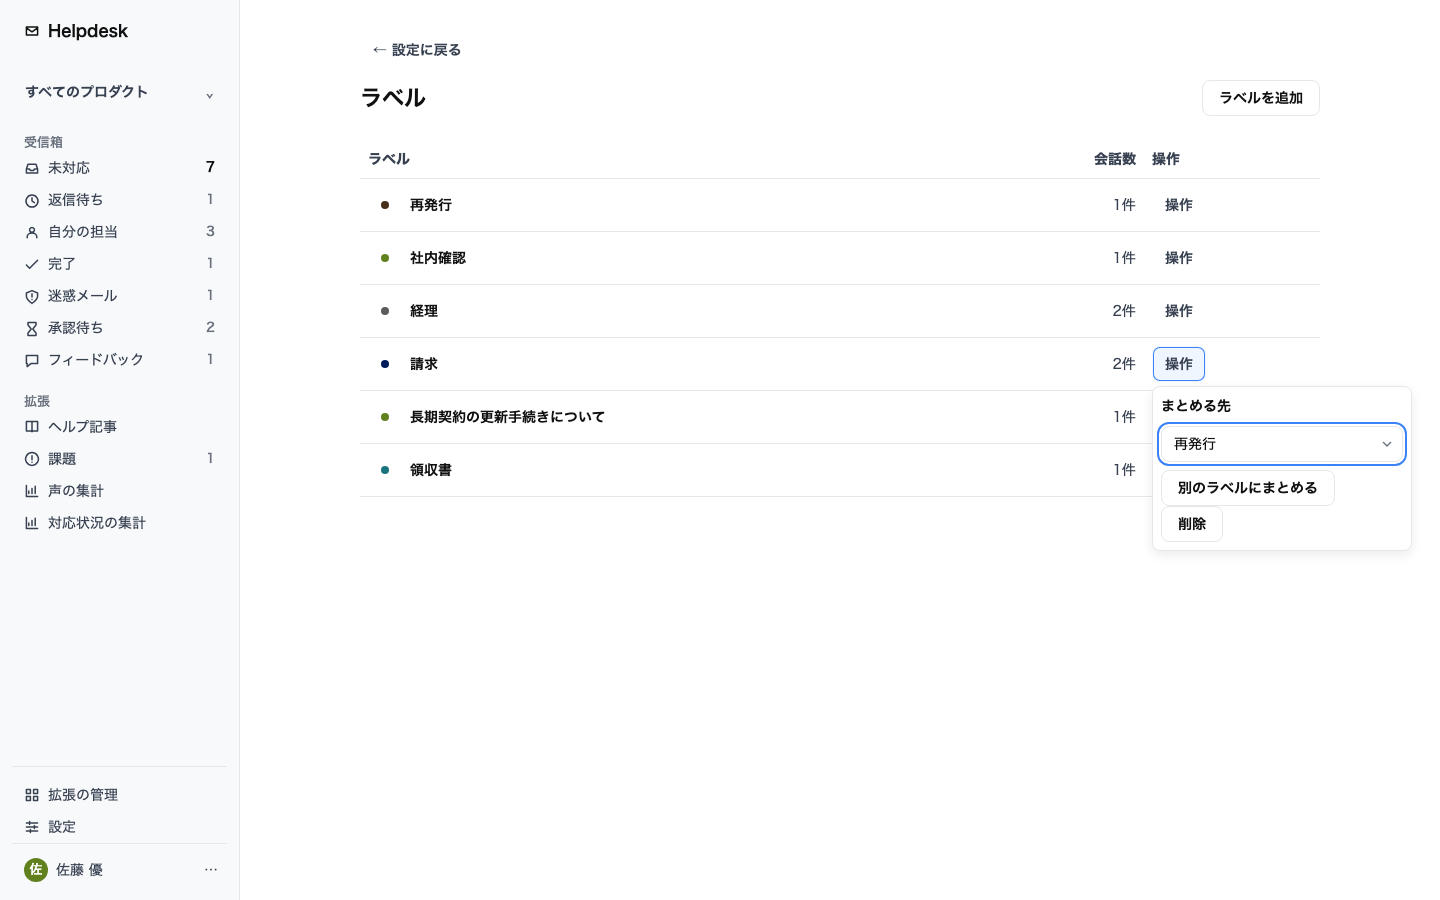 Helpdesk
すべてのプロダクト
受信箱
未対応 7
返信待ち 1
自分の担当 3
完了 1
迷惑メール 1
承認待ち 2
フィードバック 1
拡張
ヘルプ記事
課題 1
声の集計
対応状況の集計
拡張の管理
設定
佐 佐藤 優 …
← 設定に戻る
ラベル
ラベルを追加
ラベル 会話数 操作
再発行 1件 操作
社内確認 1件 操作
経理 2件 操作
請求 2件 操作
長期契約の更新手続きについて 1件
領収書 1件
まとめる先
再発行
別のラベルにまとめる
削除